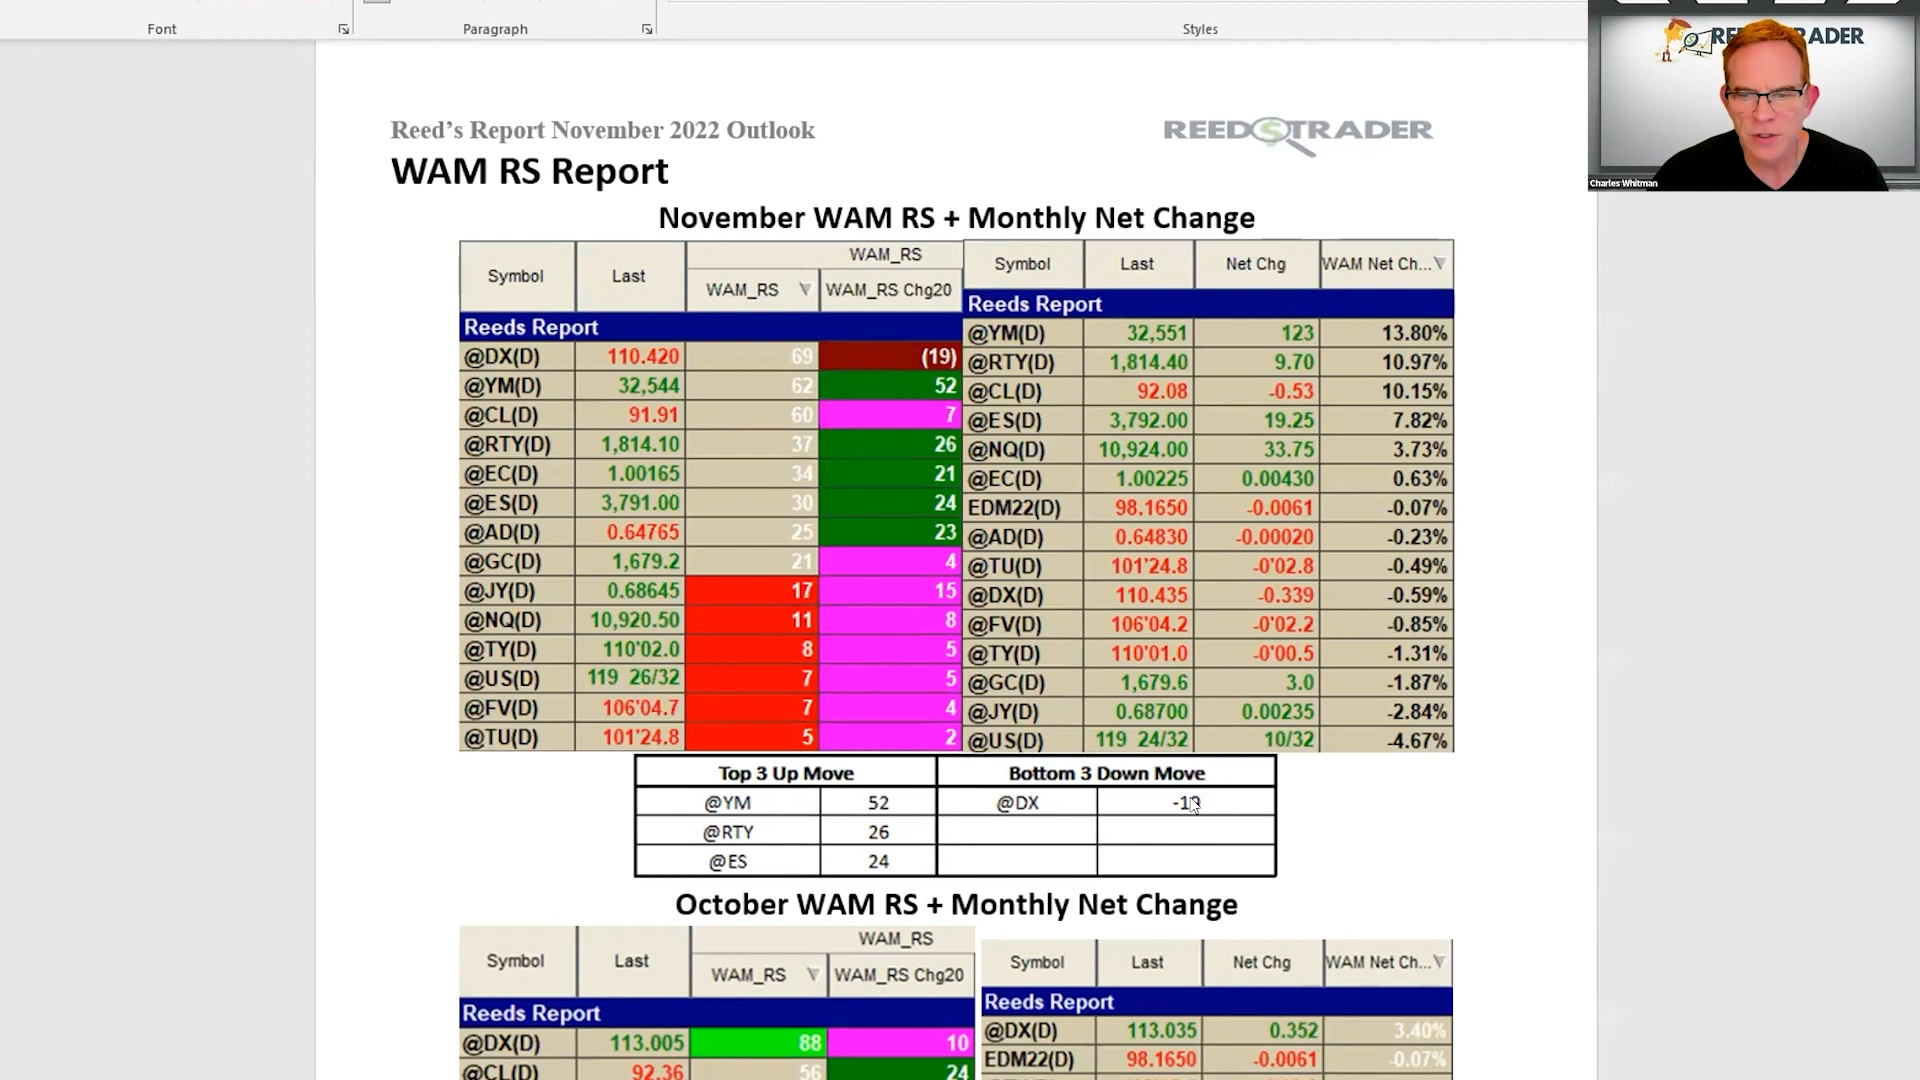 Font Paragraph Styles
REED TRADER
Charles Whitman
Reed's Report November 2022 Outlook
REED$TRADER
WAM RS Report
November WAM RS + Monthly Net Change
Symbol Last WAM_RS
WAM_RS WAM_RS Chg20
Reeds Report
@DX(D) 110.420 69 (19)
@YM(D) 32,544 62 52
@CL(D) 91.91 60 7
@RTY(D) 1,814.10 37 26
@EC(D) 1.00165 34 21
@ES(D) 3,791.00 30 24
@AD(D) 0.64765 25 23
@GC(D) 1,679.2 21 4
@JY(D) 0.68645 17 15
@NQ(D) 10,920.50 11 8
@TY(D) 110'02.0 8 5
@US(D) 119 26/32 7 5
@FV(D) 106'04.7 7 4
@TU(D) 101'24.8 5 2
Symbol Last Net Chg WAM Net Ch...
Reeds Report
@YM(D) 32,551 123 13.80%
@RTY(D) 1,814.40 9.70 10.97%
@CL(D) 92.08 -0.53 10.15%
@ES(D) 3,792.00 19.25 7.82%
@NQ(D) 10,924.00 33.75 3.73%
@EC(D) 1.00225 0.00430 0.63%
EDM22(D) 98.1650 -0.0061 -0.07%
@AD(D) 0.64830 -0.00020 -0.23%
@TU(D) 101'24.8 -0'02.8 -0.49%
@DX(D) 110.435 -0.339 -0.59%
@FV(D) 106'04.2 -0'02.2 -0.85%
@TY(D) 110'01.0 -0'00.5 -1.31%
@GC(D) 1,679.6 3.0 -1.87%
@JY(D) 0.68700 0.00235 -2.84%
@US(D) 119 24/32 10/32 -4.67%
Top 3 Up Move Bottom 3 Down Move
@YM 52 @DX
@RTY 26
@ES 24
October WAM RS + Monthly Net Change
Symbol Last WAM_RS
WAM_RS WAM_RS Chg20
Reeds Report
@DX(D) 113.005 88 10
@CL(D) 92.36 56 24
Symbol Last Net Chg WAM Net Ch...
Reeds Report
@DX(D) 113.035 0.352 3.40%
EDM22(D) 98.1650 -0.0061 -0.07%